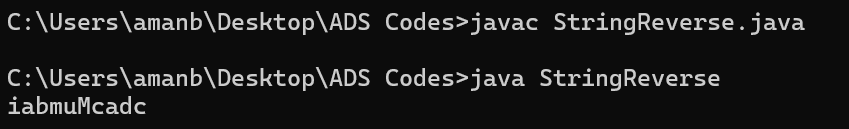 C:\Users\amanb\Desktop\ADS Codes>javac StringReverse.java
C:\Users\amanb\Desktop\ADS Codes>java StringReverse
iabmuMcadc